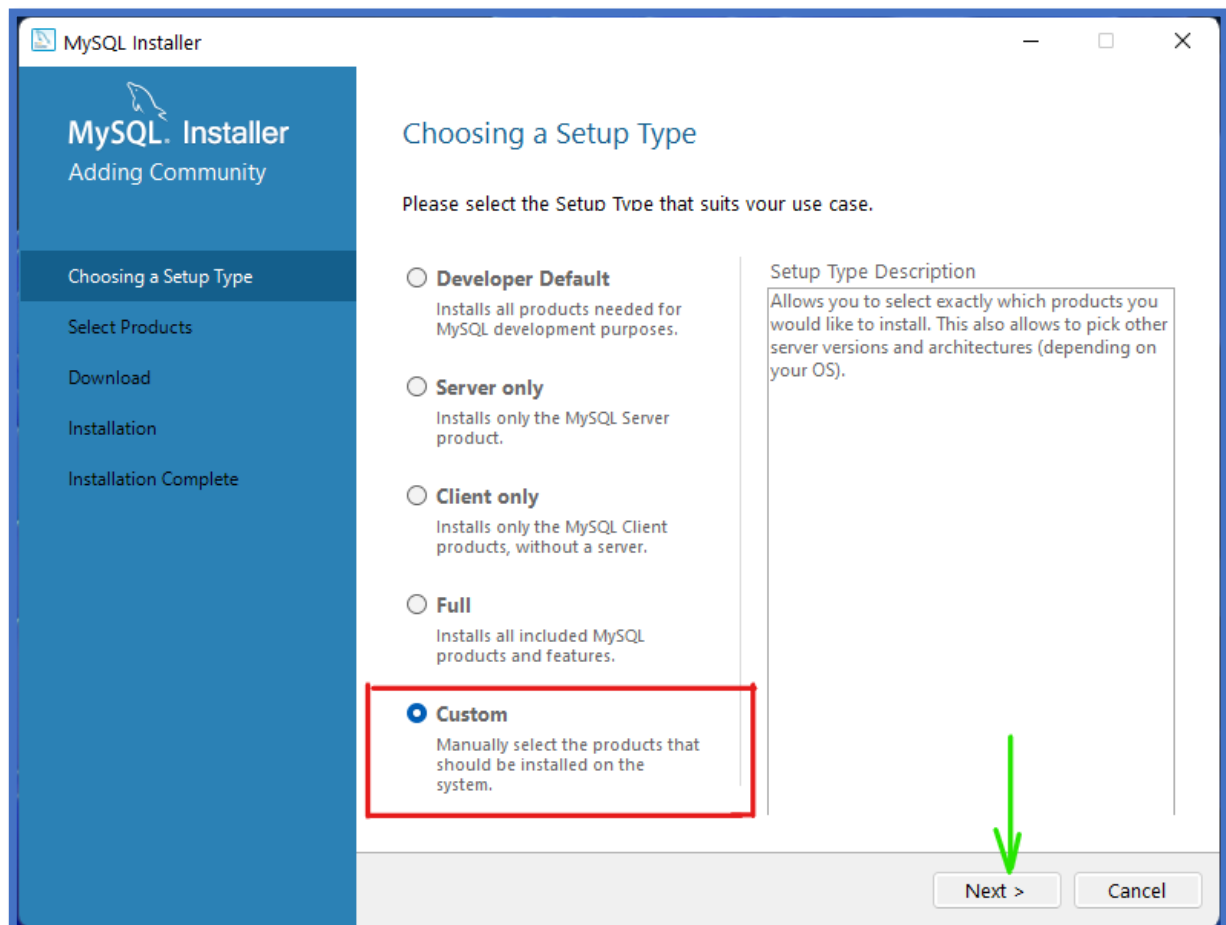 MySQL Installer
MySQL. Installer
Adding Community
Choosing a Setup Type
Select Products
Download
Installation
Installation Complete
Choosing a Setup Type
Please select the Setup Type that suits your use case.
Developer Default
Installs all products needed for
MySQL development purposes.
Server only
Installs only the MySQL Server
product.
Client only
Installs only the MySQL Client
products, without a server.
Full
Installs all included MySQL
products and features.
Custom
Manually select the products that
should be installed on the
system.
Setup Type Description
Allows you to select exactly which products you
would like to install. This also allows to pick other
server versions and architectures (depending on
your OS).
Next >
Cancel